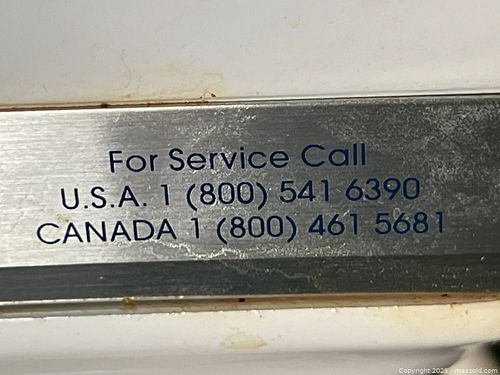 For Service Call
U.S.A. 1 (800) 541 6390
CANADA 1 (800) 461 5681
Copyright 2025 - maxsold.com